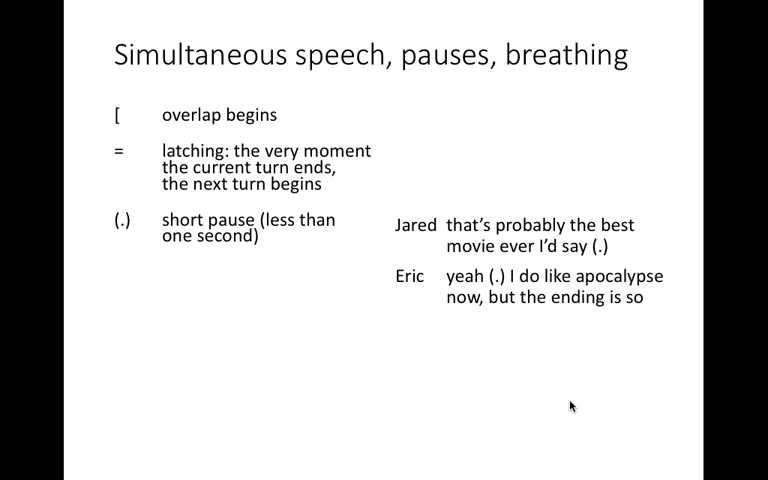 Simultaneous speech, pauses, breathing
[ overlap begins
= latching: the very moment
the current turn ends,
the next turn begins
(.) short pause (less than
one second)
Jared that’s probably the best
movie ever I’d say (.)
Eric yeah (.) I do like apocalypse
now, but the ending is so